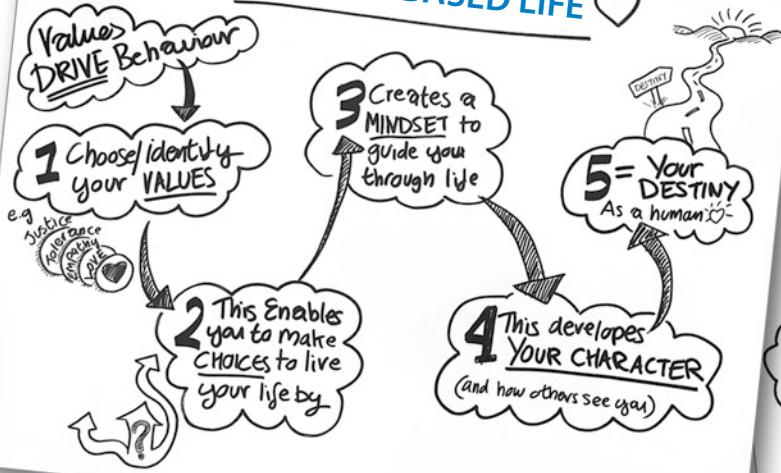 BASED LIFE
Values
DRIVE Behaviour
1 Choose/identify
your VALUES
e.g
Justice
Tolerance
EMPATHY
LOVE
2 This Enables
you to make
CHOICES to live
your life by
?
3 Creates a
MINDSET to
guide you
through life
4 This developes
YOUR CHARACTER
(and how others see you)
5 = Your
DESTINY
As a human
DESTINY